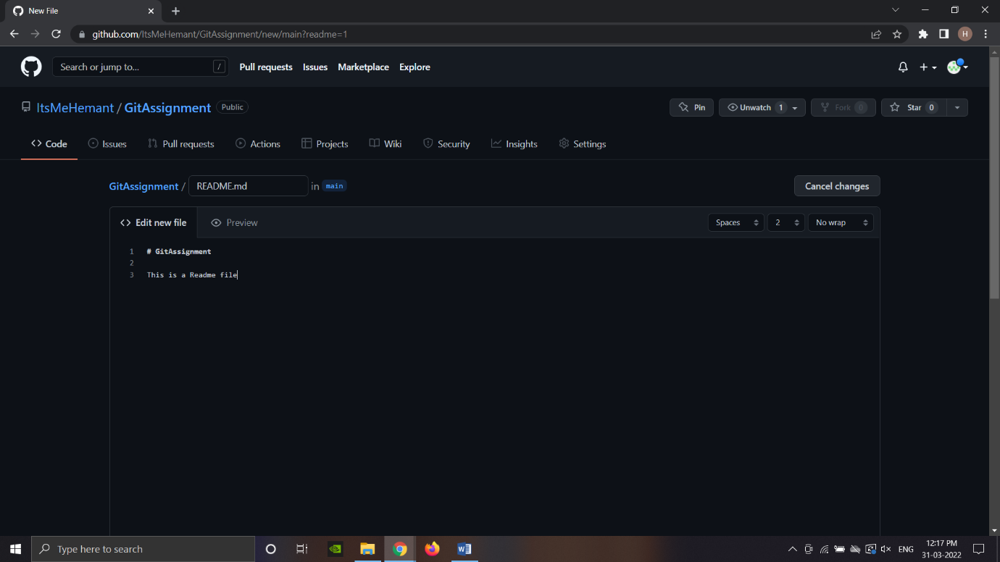 New File
github.com/ItsMeHemant/GitAssignment/new/main?readme=1
H
Search or jump to...
/
Pull requests
Issues
Marketplace
Explore
ItsMeHemant / GitAssignment
Public
Pin
Unwatch 1
Fork 0
Star 0
Code
Issues
Pull requests
Actions
Projects
Wiki
Security
Insights
Settings
GitAssignment / README.md in main
Cancel changes
Edit new file
Preview
Spaces
2
No wrap
1 # GitAssignment
2
3 This is a Readme file
Type here to search
ENG
12:17 PM
31-03-2022